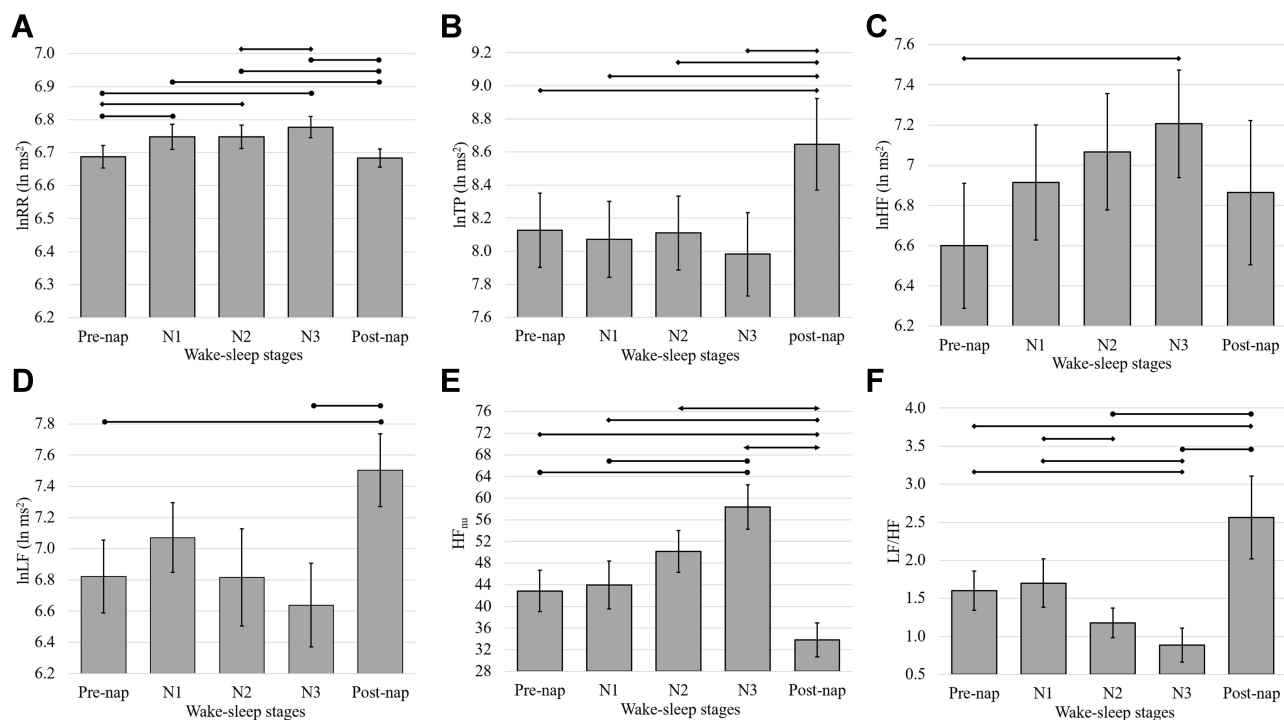 A
7.0
6.9
6.8
6.7
6.6
6.5
6.4
6.3
6.2
lnRR (ln ms²)
Pre-nap N1 N2 N3 Post-nap
Wake-sleep stages
B
9.2
9.0
8.8
8.6
8.4
8.2
8.0
7.8
7.6
lnTP (ln ms²)
Pre-nap N1 N2 N3 post-nap
Wake-sleep stages
C
7.6
7.4
7.2
7
6.8
6.6
6.4
6.2
lnHF (ln ms²)
Pre-nap N1 N2 N3 Post-nap
Wake-sleep stages
D
7.8
7.6
7.4
7.2
7.0
6.8
6.6
6.4
6.2
lnLF (ln ms²)
Pre-nap N1 N2 N3 Post-nap
Wake-sleep stages
E
76
72
68
64
60
56
52
48
44
40
36
32
28
HFnu
Pre-nap N1 N2 N3 Post-nap
Wake-sleep stages
F
4.0
3.5
3.0
2.5
2.0
1.5
1.0
0.5
LF/HF
Pre-nap N1 N2 N3 Post-nap
Wake-sleep stages